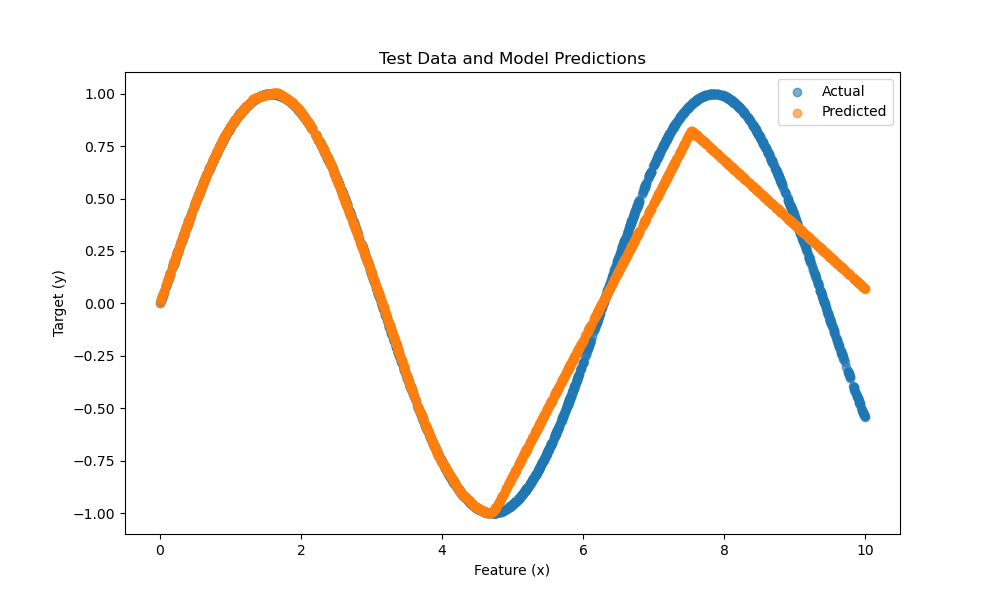 Test Data and Model Predictions
Actual
Predicted
1.00
0.75
0.50
0.25
0.00
−0.25
−0.50
−0.75
−1.00
Target (y)
0 2 4 6 8 10
Feature (x)